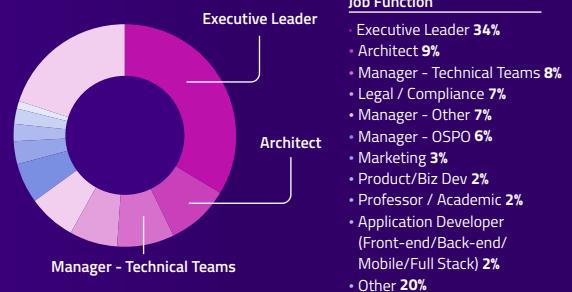 Job Function
Executive Leader
Architect
Manager - Technical Teams
• Executive Leader 34%
• Architect 9%
• Manager - Technical Teams 8%
• Legal / Compliance 7%
• Manager - Other 7%
• Manager - OSPO 6%
• Marketing 3%
• Product/Biz Dev 2%
• Professor / Academic 2%
• Application Developer
(Front-end/Back-end/
Mobile/Full Stack) 2%
• Other 20%